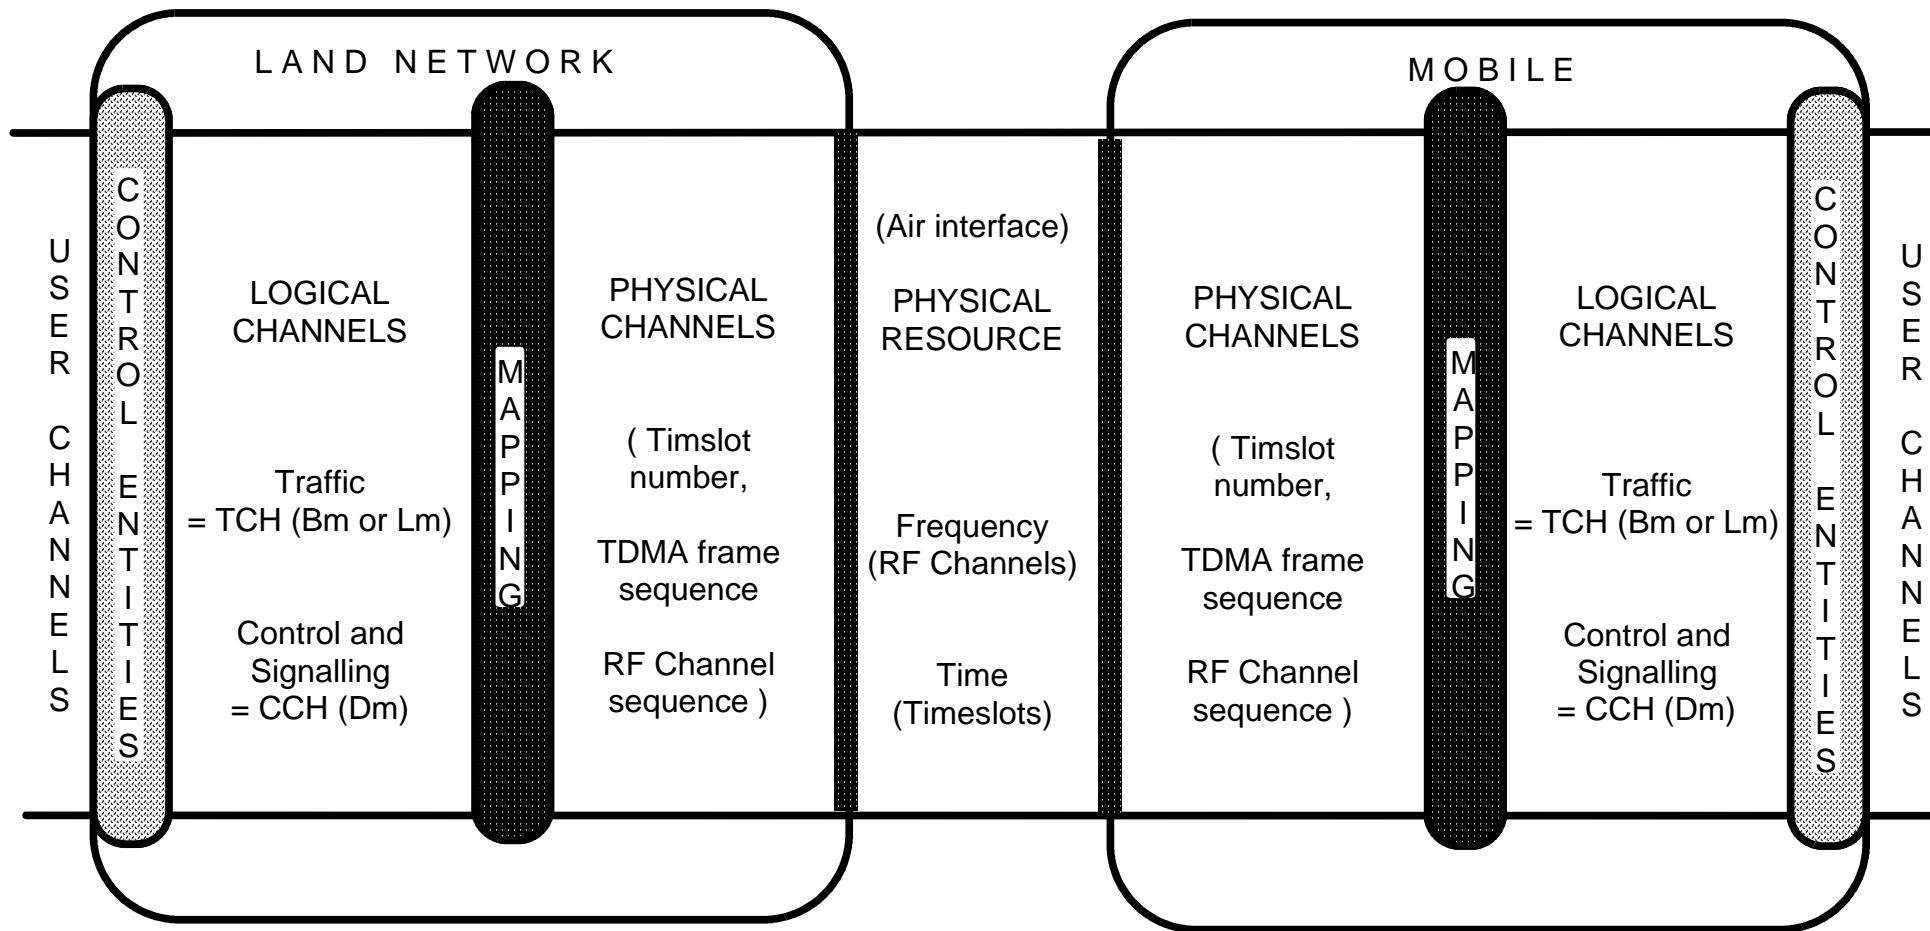 LAND NETWORK
MOBILE
USER CHANNELS
CONTROL ENTITIES
LOGICAL
CHANNELS
Traffic
= TCH (Bm or Lm)
Control and
Signalling
= CCH (Dm)
MAPPING
PHYSICAL
CHANNELS
( Timslot
number,
TDMA frame
sequence
RF Channel
sequence )
(Air interface)
PHYSICAL
RESOURCE
Frequency
(RF Channels)
Time
(Timeslots)
PHYSICAL
CHANNELS
( Timslot
number,
TDMA frame
sequence
RF Channel
sequence )
MAPPING
LOGICAL
CHANNELS
Traffic
= TCH (Bm or Lm)
Control and
Signalling
= CCH (Dm)
CONTROL ENTITIES
USER CHANNELS